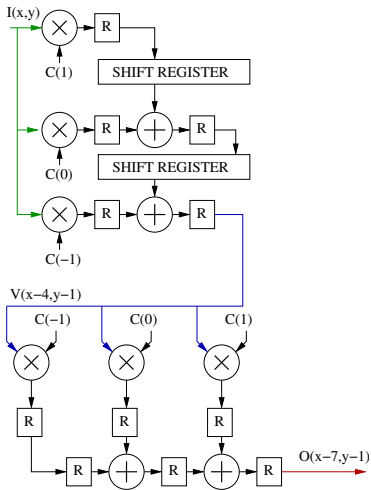 I(x,y)
R
C(1)
SHIFT REGISTER
R
R
C(0)
SHIFT REGISTER
R
R
C(−1)
V(x−4,y−1)
C(−1)
C(0)
C(1)
R
R
R
O(x−7,y−1)
R
R
R